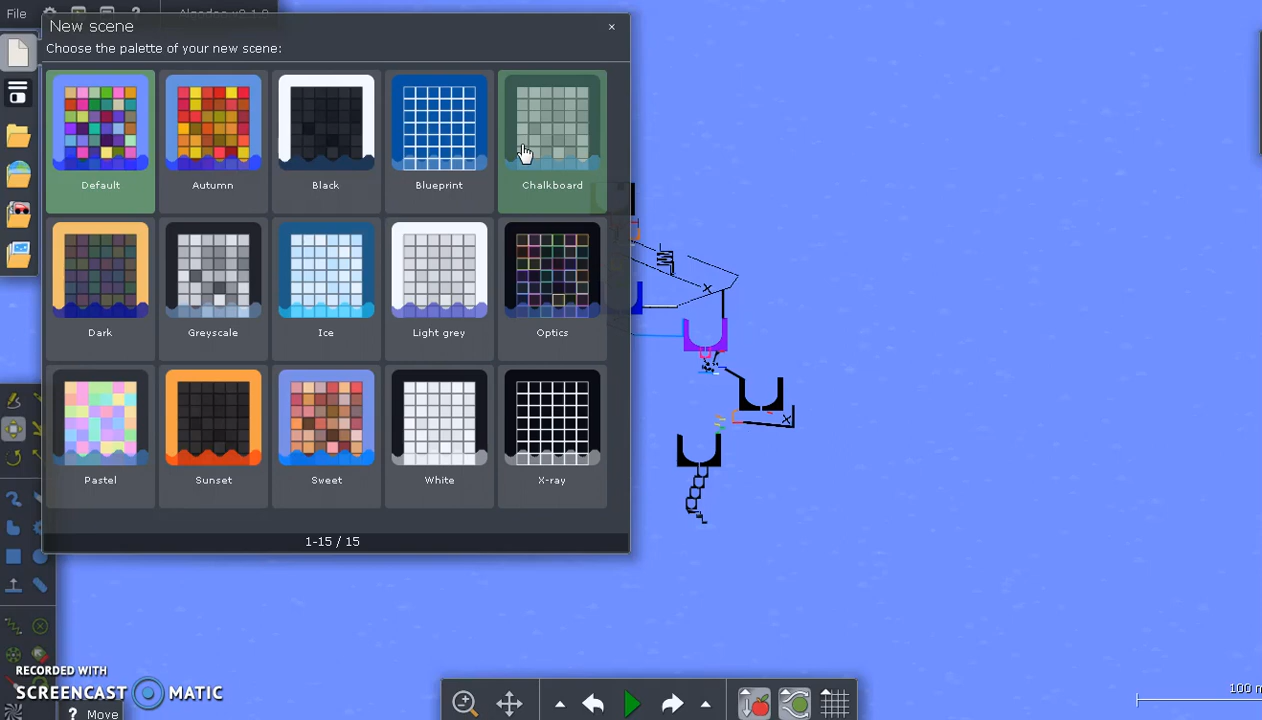 File
New scene
Choose the palette of your new scene:
Default
Autumn
Black
Blueprint
Chalkboard
Dark
Greyscale
Ice
Light grey
Optics
Pastel
Sunset
Sweet
White
X-ray
1-15 / 15
RECORDED WITH
SCREENCAST MATIC
? Move
100 m